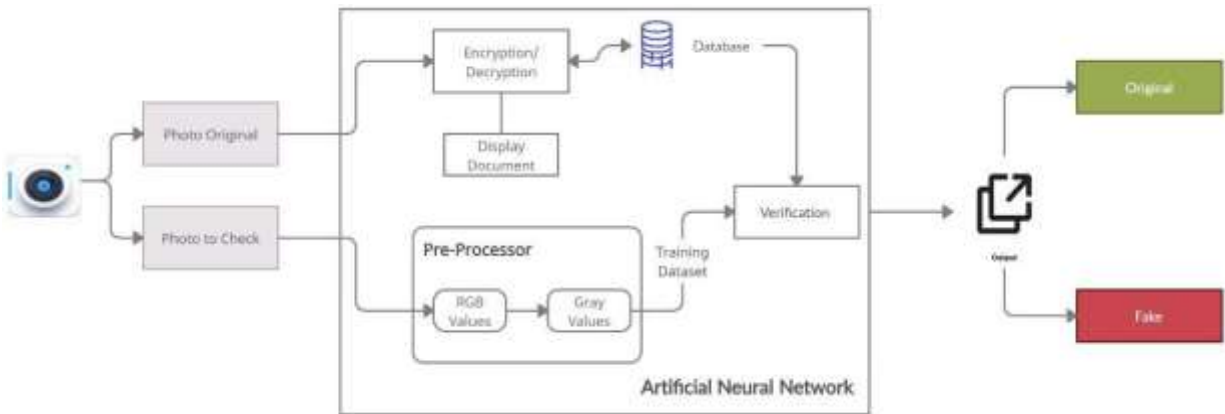 Encryption/
Decryption
Database
Original
Photo Original
Display
Document
Verification
Photo to Check
Pre-Processor
Training
Dataset
Output
RGB
Values
Gray
Values
Fake
Artificial Neural Network